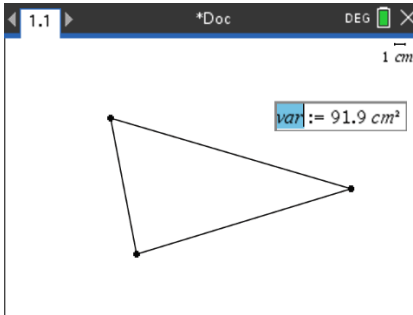 1.1 *Doc DEG
1 cm
var := 91.9 cm²